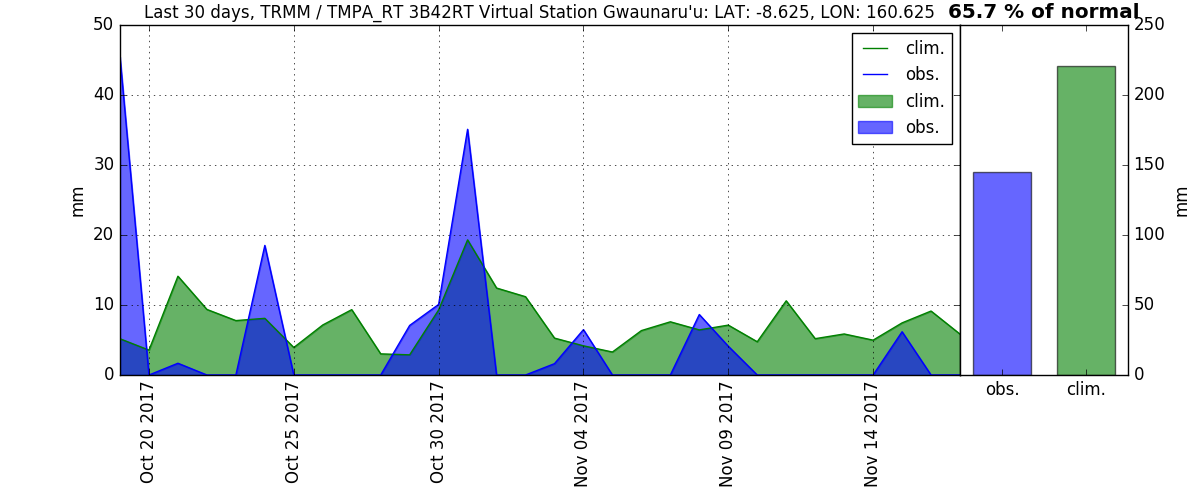 Last 30 days, TRMM / TMPA_RT 3B42RT Virtual Station Gwaunaru'u: LAT: -8.625, LON: 160.625 65.7 % of normal
50
40
30
20
10
0
mm
clim.
obs.
clim.
obs.
250
200
150
100
50
0
mm
Oct 20 2017
Oct 25 2017
Oct 30 2017
Nov 04 2017
Nov 09 2017
Nov 14 2017
obs.
clim.